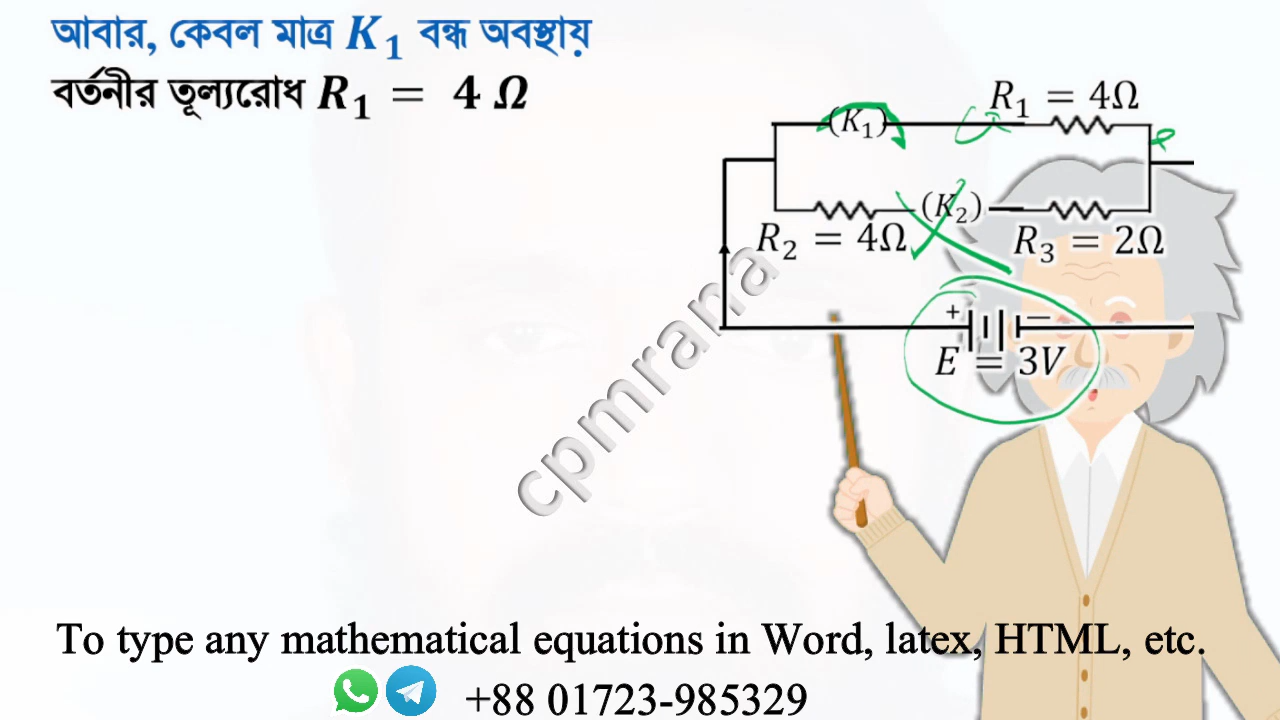 আবার, কেবল মাত্র K₁ বন্ধ অবস্থায়
বর্তনীর তূল্যরোধ R₁ = 4 Ω
R₁ = 4Ω
(K₁)
(K₂)
R₂ = 4Ω
R₃ = 2Ω
+ −
E = 3V
cpmrana
To type any mathematical equations in Word, latex, HTML, etc.
+88 01723-985329